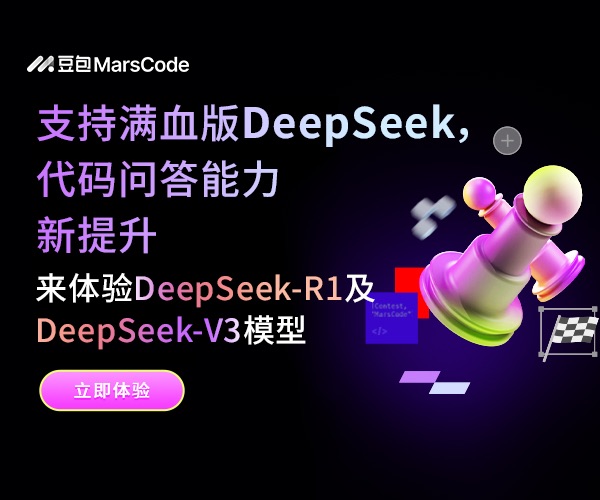 豆包MarsCode
支持满血版DeepSeek,
代码问答能力
新提升
来体验DeepSeek-R1及
DeepSeek-V3模型
!Contest,
"MarsCode"
</>
立即体验